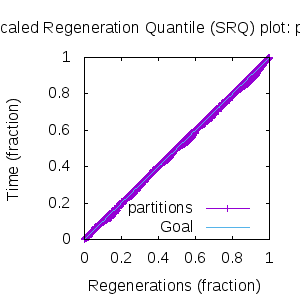 caled Regeneration Quantile (SRQ) plot: p
1
0.8
0.6
0.4
0.2
0
Time (fraction)
partitions
Goal
0 0.2 0.4 0.6 0.8 1
Regenerations (fraction)